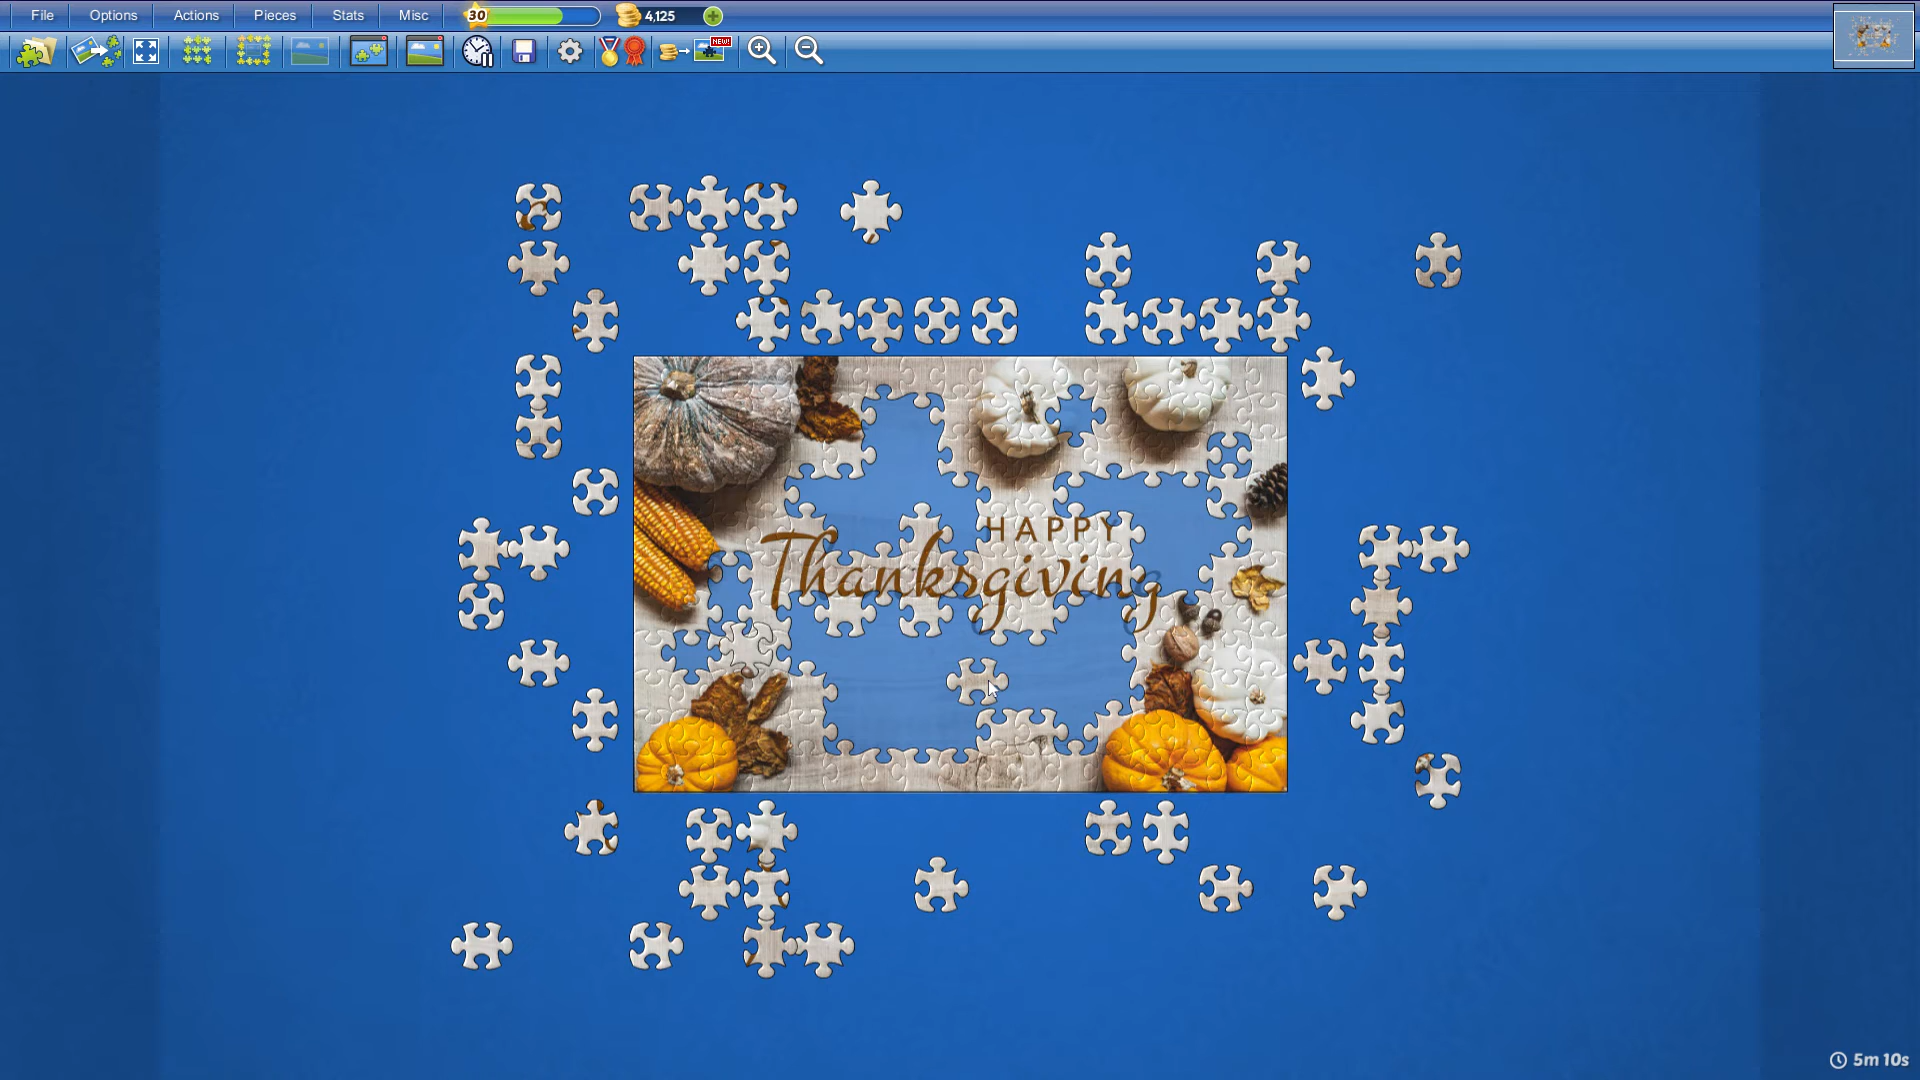 File Options Actions Pieces Stats Misc 30 4,125
NEW!
HAPPY
Thanksgiving
5m 10s